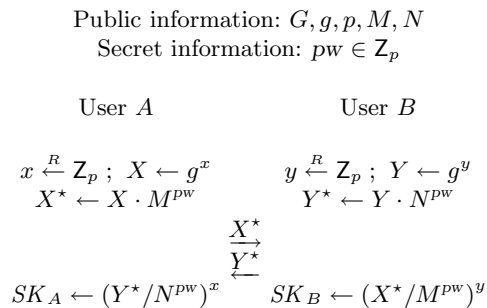 Public information: G, g, p, M, N
Secret information: pw ∈ Z_p
User A User B
x ←^R Z_p ; X ← g^x y ←^R Z_p ; Y ← g^y
X^⋆ ← X · M^{pw} Y^⋆ ← Y · N^{pw}
X^⋆
→
Y^⋆
←
SK_A ← (Y^⋆/N^{pw})^x SK_B ← (X^⋆/M^{pw})^y